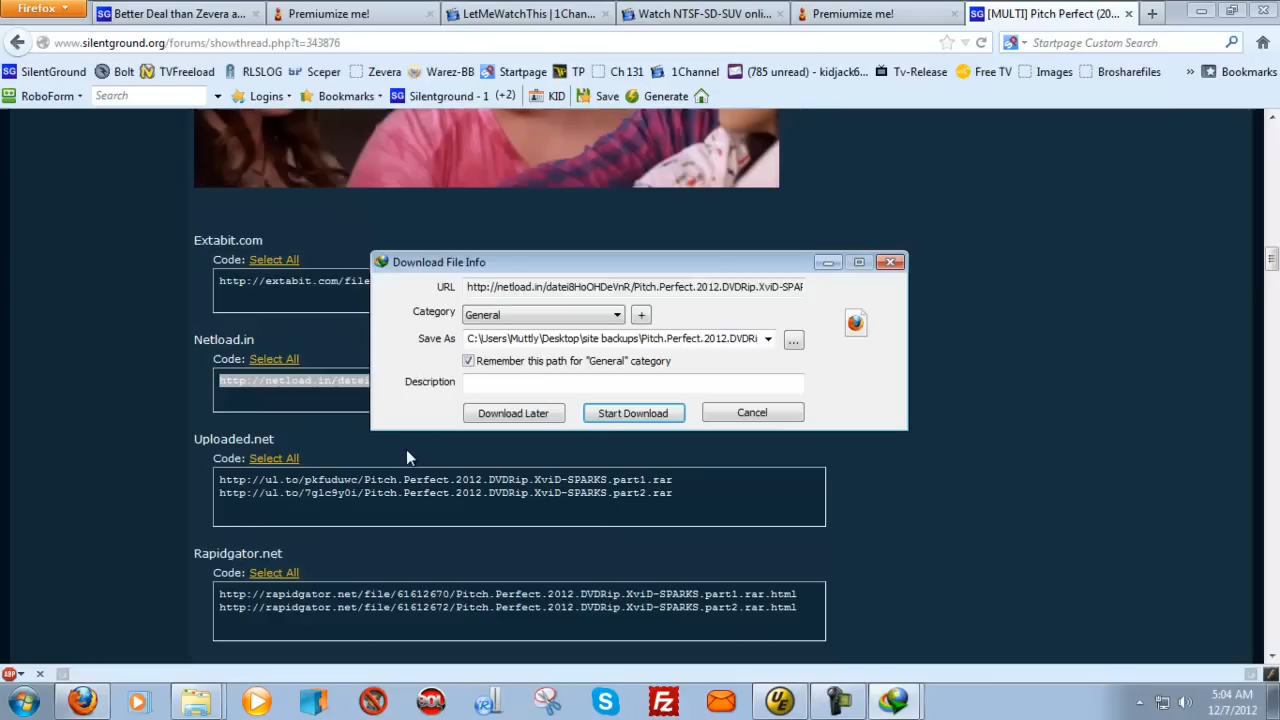 Firefox
Better Deal than Zevera a...
Premiumize me!
LetMeWatchThis | 1Chan...
Watch NTSF-SD-SUV onli...
Premiumize me!
[MULTI] Pitch Perfect (20...
www.silentground.org/forums/showthread.php?t=343876
Startpage Custom Search
SilentGround Bolt TVFreeload RLSLOG Sceper Zevera Warez-BB Startpage TP Ch 131 1Channel (785 unread) - kidjack6... Tv-Release Free TV Images Brosharefiles » Bookmarks
RoboForm Search Logins Bookmarks Silentground - 1 (+2) KID Save Generate
Extabit.com
Code: Select All
http://extabit.com/file
Netload.in
Code: Select All
http://netload.in/datei
Download File Info
URL http://netload.in/datei8HoOHDeVnR/Pitch.Perfect.2012.DVDRip.XviD-SPAR
Category General +
Save As C:\Users\Muttly\Desktop\site backups\Pitch.Perfect.2012.DVDRi ...
Remember this path for "General" category
Description
Download Later Start Download Cancel
Uploaded.net
Code: Select All
http://ul.to/pkfuduwc/Pitch.Perfect.2012.DVDRip.XviD-SPARKS.part1.rar
http://ul.to/7glc9y0i/Pitch.Perfect.2012.DVDRip.XviD-SPARKS.part2.rar
Rapidgator.net
Code: Select All
http://rapidgator.net/file/61612670/Pitch.Perfect.2012.DVDRip.XviD-SPARKS.part1.rar.html
http://rapidgator.net/file/61612672/Pitch.Perfect.2012.DVDRip.XviD-SPARKS.part2.rar.html
ABP
5:04 AM
12/7/2012